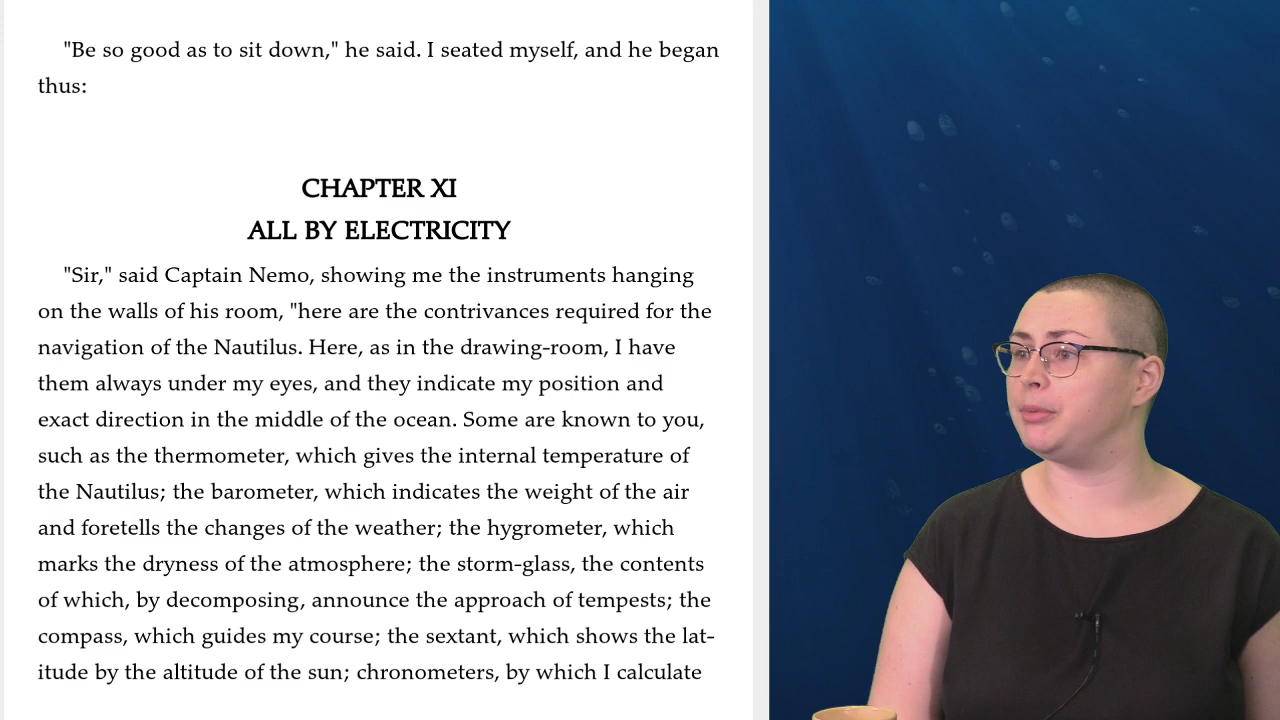 "Be so good as to sit down," he said. I seated myself, and he began
thus:
CHAPTER XI
ALL BY ELECTRICITY
"Sir," said Captain Nemo, showing me the instruments hanging
on the walls of his room, "here are the contrivances required for the
navigation of the Nautilus. Here, as in the drawing-room, I have
them always under my eyes, and they indicate my position and
exact direction in the middle of the ocean. Some are known to you,
such as the thermometer, which gives the internal temperature of
the Nautilus; the barometer, which indicates the weight of the air
and foretells the changes of the weather; the hygrometer, which
marks the dryness of the atmosphere; the storm-glass, the contents
of which, by decomposing, announce the approach of tempests; the
compass, which guides my course; the sextant, which shows the lat-
itude by the altitude of the sun; chronometers, by which I calculate